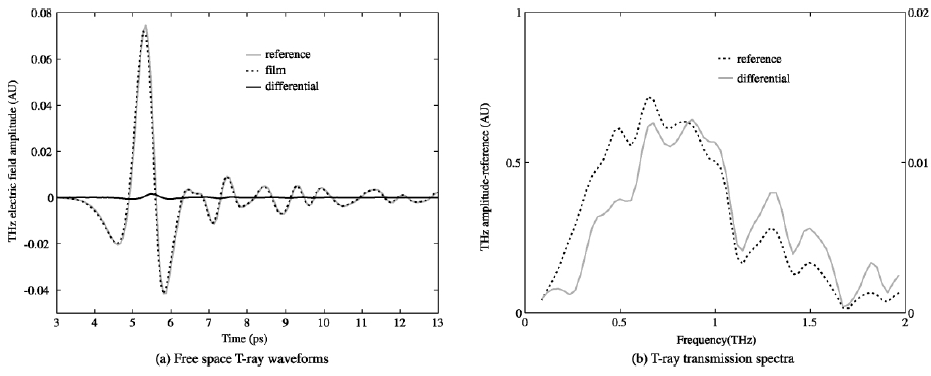 0.08
0.06
0.04
0.02
0
-0.02
-0.04
3 4 5 6 7 8 9 10 11 12 13
THz electric field amplitude (AU)
Time (ps)
reference
film
differential
(a) Free space T-ray waveforms
1
0.5
0
0.02
0.01
0
0 0.5 1 1.5 2
THz amplitude-reference (AU)
Frequency(THz)
reference
differential
(b) T-ray transmission spectra